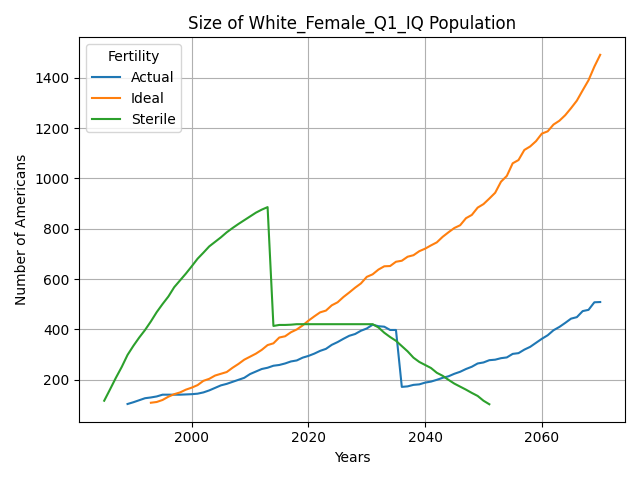 Size of White_Female_Q1_IQ Population
Fertility
Actual
Ideal
Sterile
Number of Americans
1400
1200
1000
800
600
400
200
2000
2020
2040
2060
Years